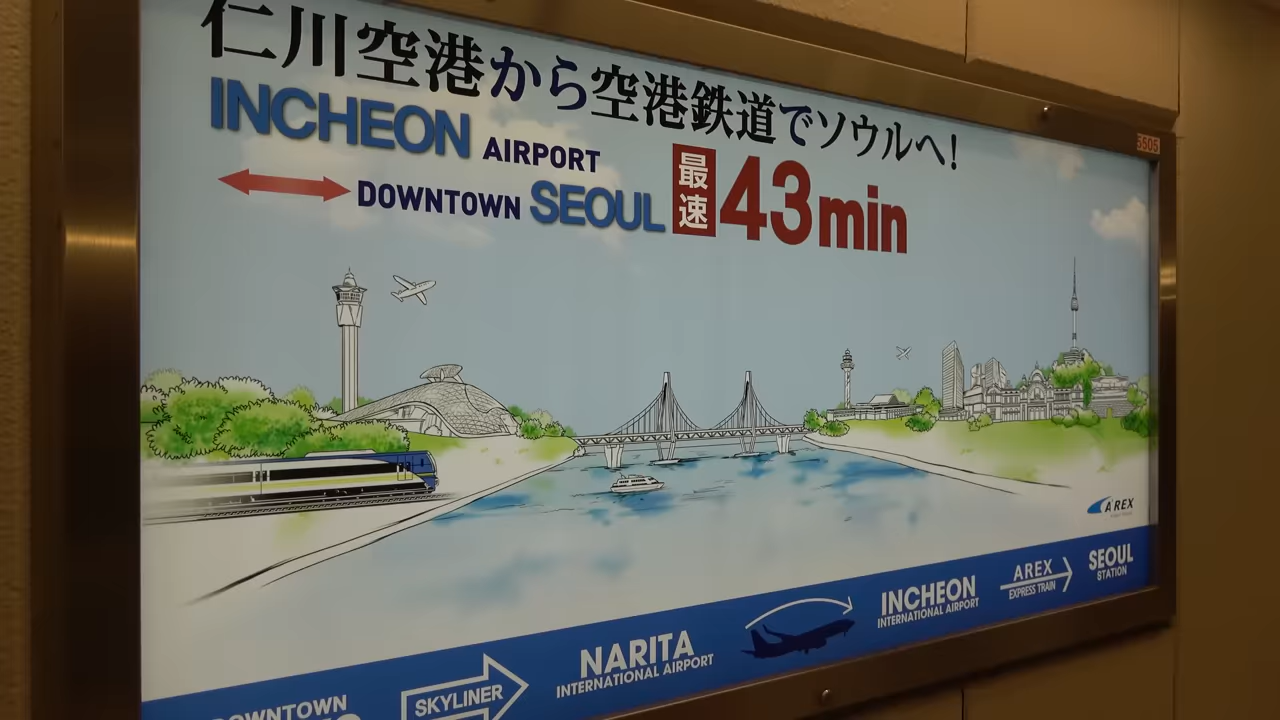 仁川空港から空港鉄道でソウルへ!
INCHEON AIRPORT
DOWNTOWN SEOUL 最速 43min
5505
A'REX
DOWNTOWN
SKYLINER
NARITA
INTERNATIONAL AIRPORT
INCHEON
INTERNATIONAL AIRPORT
AREX
EXPRESS TRAIN
SEOUL
STATION